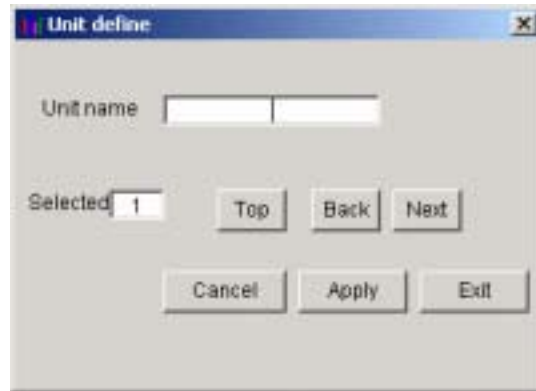 Unit define
Unit name
Selected 1 Top Back Next
Cancel Apply Exit